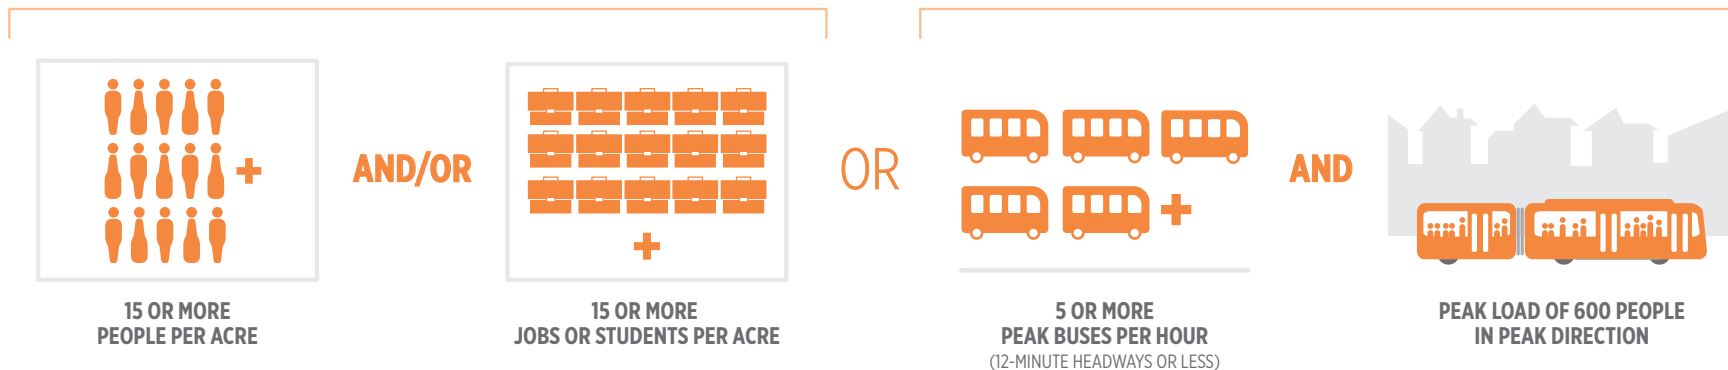 AND/OR
OR
AND
15 OR MORE
PEOPLE PER ACRE
15 OR MORE
JOBS OR STUDENTS PER ACRE
5 OR MORE
PEAK BUSES PER HOUR
(12-MINUTE HEADWAYS OR LESS)
PEAK LOAD OF 600 PEOPLE
IN PEAK DIRECTION